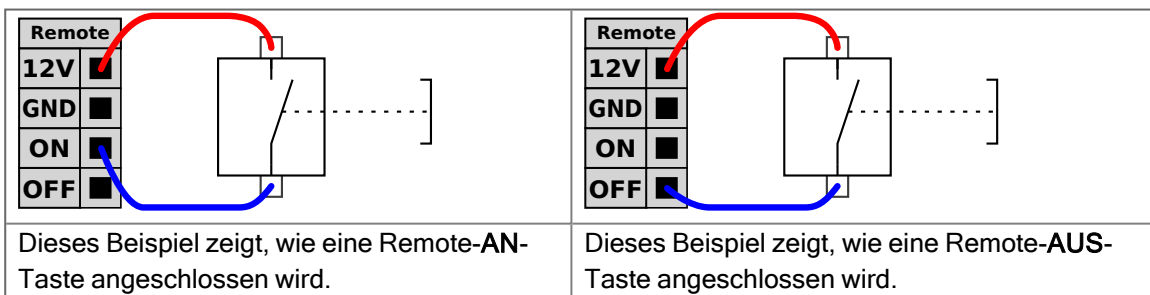 Remote
12V
GND
ON
OFF
Dieses Beispiel zeigt, wie eine Remote-AN-
Taste angeschlossen wird.
Remote
12V
GND
ON
OFF
Dieses Beispiel zeigt, wie eine Remote-AUS-
Taste angeschlossen wird.